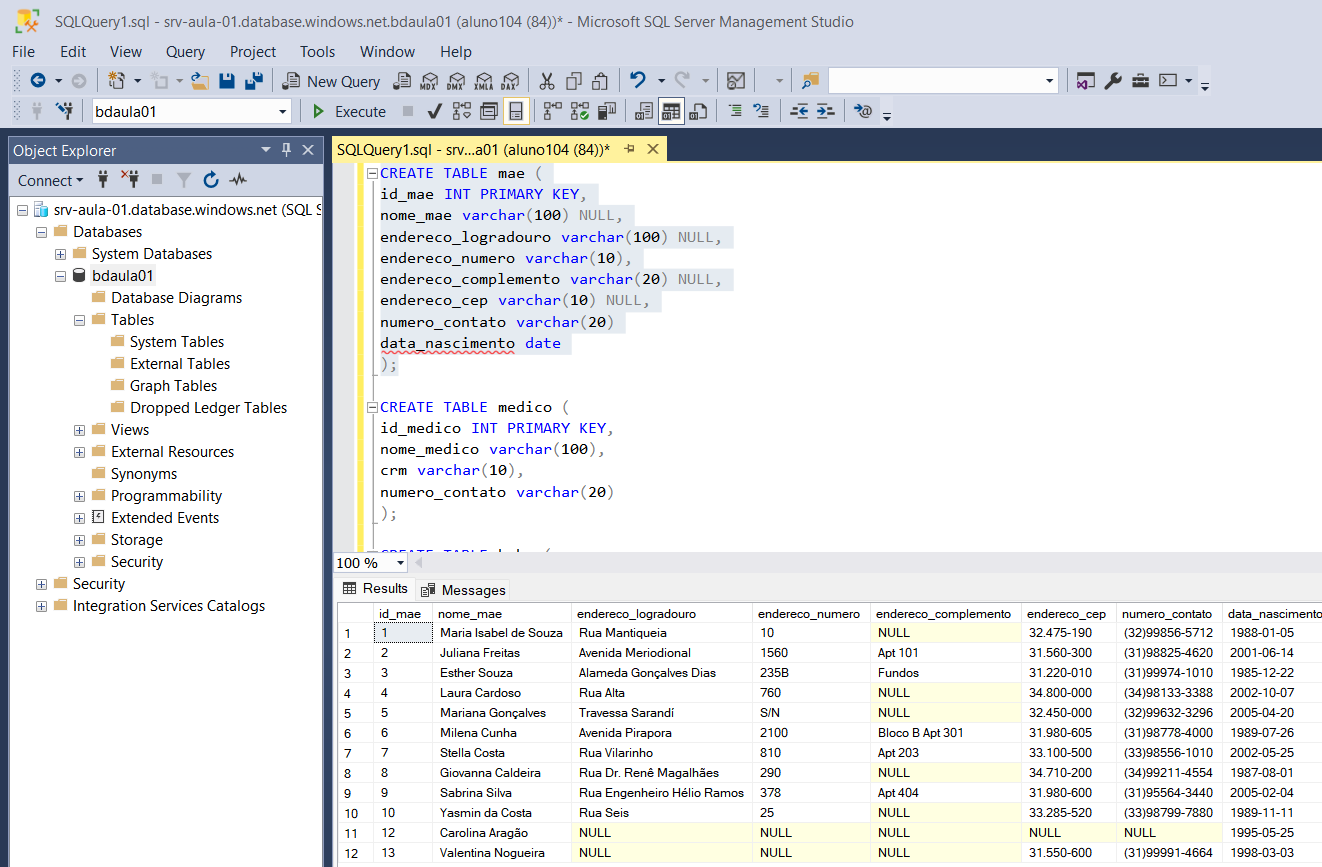 SQLQuery1.sql - srv-aula-01.database.windows.net.bdaula01 (aluno104 (84))* - Microsoft SQL Server Management Studio
File Edit View Query Project Tools Window Help
New Query MDX DMX XMLA DAX
bdaula01 Execute
Object Explorer
Connect
srv-aula-01.database.windows.net (SQL S
Databases
System Databases
bdaula01
Database Diagrams
Tables
System Tables
External Tables
Graph Tables
Dropped Ledger Tables
Views
External Resources
Synonyms
Programmability
Extended Events
Storage
Security
Security
Integration Services Catalogs
SQLQuery1.sql - srv...a01 (aluno104 (84))*
CREATE TABLE mae (
id_mae INT PRIMARY KEY,
nome_mae varchar(100) NULL,
endereco_logradouro varchar(100) NULL,
endereco_numero varchar(10),
endereco_complemento varchar(20) NULL,
endereco_cep varchar(10) NULL,
numero_contato varchar(20)
data_nascimento date
);
CREATE TABLE medico (
id_medico INT PRIMARY KEY,
nome_medico varchar(100),
crm varchar(10),
numero_contato varchar(20)
);
100 %
Results Messages
id_mae nome_mae endereco_logradouro endereco_numero endereco_complemento endereco_cep numero_contato data_nascimento
1 1 Maria Isabel de Souza Rua Mantiqueia 10 NULL 32.475-190 (32)99856-5712 1988-01-05
2 2 Juliana Freitas Avenida Meriodional 1560 Apt 101 31.560-300 (31)98825-4620 2001-06-14
3 3 Esther Souza Alameda Gonçalves Dias 235B Fundos 31.220-010 (31)99974-1010 1985-12-22
4 4 Laura Cardoso Rua Alta 760 NULL 34.800-000 (34)98133-3388 2002-10-07
5 5 Mariana Gonçalves Travessa Sarandí S/N NULL 32.450-000 (32)99632-3296 2005-04-20
6 6 Milena Cunha Avenida Pirapora 2100 Bloco B Apt 301 31.980-605 (31)98778-4000 1989-07-26
7 7 Stella Costa Rua Vilarinho 810 Apt 203 33.100-500 (33)98556-1010 2002-05-25
8 8 Giovanna Caldeira Rua Dr. Renê Magalhães 290 NULL 34.710-200 (34)99211-4554 1987-08-01
9 9 Sabrina Silva Rua Engenheiro Hélio Ramos 378 Apt 404 31.980-600 (31)95564-3440 2005-02-04
10 10 Yasmin da Costa Rua Seis 25 NULL 33.285-520 (33)98799-7880 1989-11-11
11 12 Carolina Aragão NULL NULL NULL NULL NULL 1995-05-25
12 13 Valentina Nogueira NULL NULL NULL 31.550-600 (31)99991-4664 1998-03-03